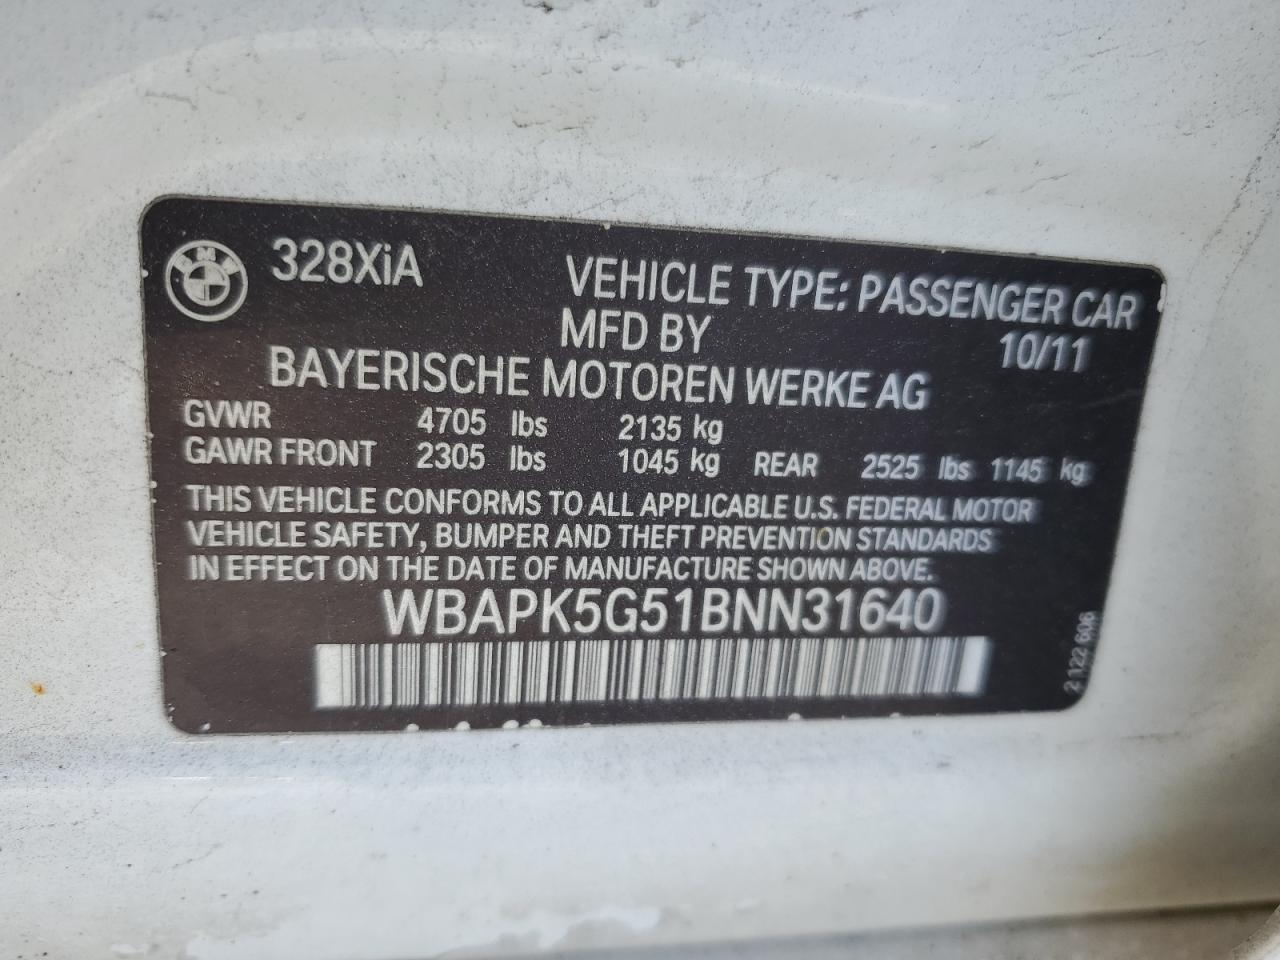 BMW 328XiA
VEHICLE TYPE: PASSENGER CAR
MFD BY 10/11
BAYERISCHE MOTOREN WERKE AG
GVWR 4705 lbs 2135 kg
GAWR FRONT 2305 lbs 1045 kg REAR 2525 lbs 1145 kg
THIS VEHICLE CONFORMS TO ALL APPLICABLE U.S. FEDERAL MOTOR
VEHICLE SAFETY, BUMPER AND THEFT PREVENTION STANDARDS
IN EFFECT ON THE DATE OF MANUFACTURE SHOWN ABOVE.
WBAPK5G51BNN31640
2 122 606